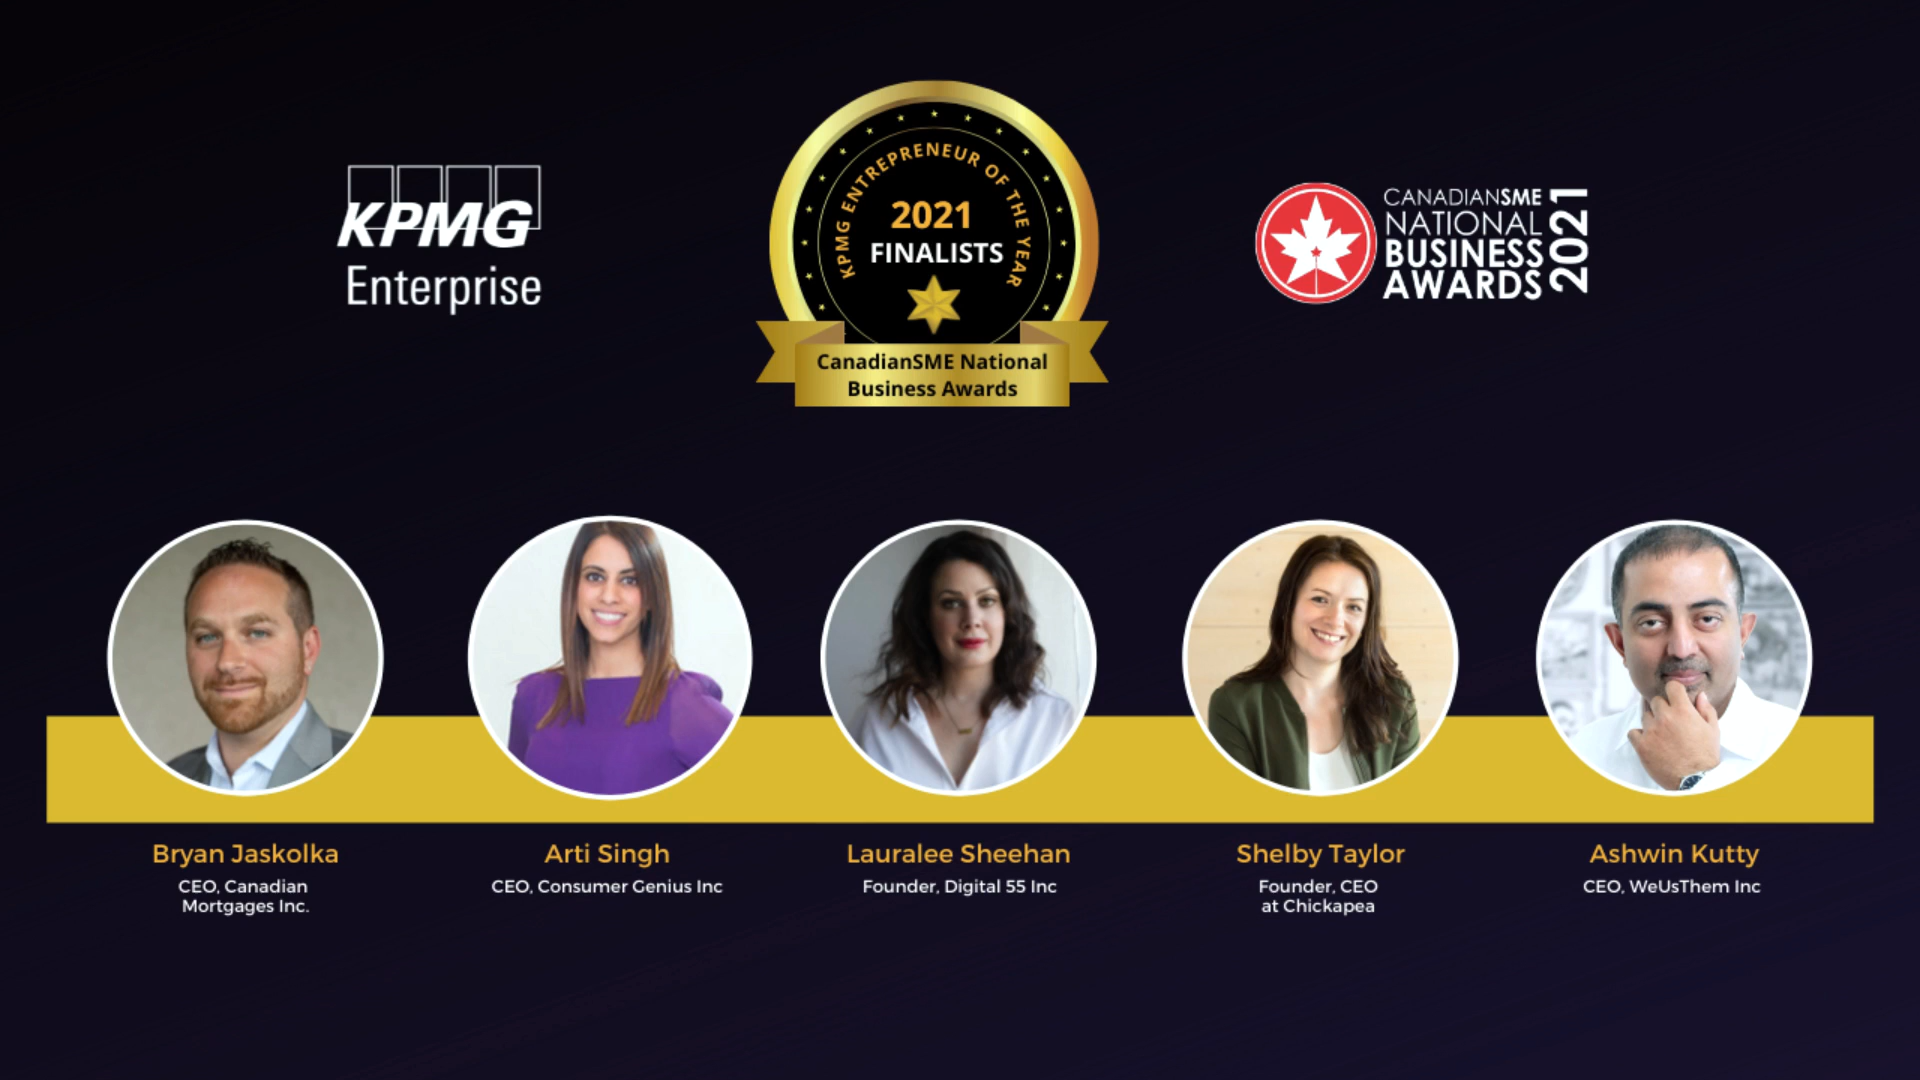 KPMG
Enterprise
KPMG ENTREPRENEUR OF THE YEAR
2021
FINALISTS
CanadianSME National
Business Awards
CANADIANSME
NATIONAL
BUSINESS
AWARDS
2021
Bryan Jaskolka
CEO, Canadian
Mortgages Inc.
Arti Singh
CEO, Consumer Genius Inc
Lauralee Sheehan
Founder, Digital 55 Inc
Shelby Taylor
Founder, CEO
at Chickapea
Ashwin Kutty
CEO, WeUsThem Inc